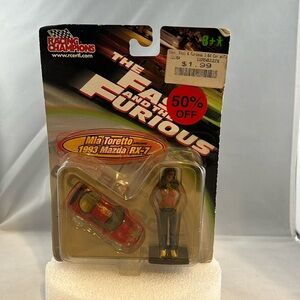 RACING
CHAMPIONS
www.rcertl.com
8+
$1.99
THE
FAST
AND THE
FURIOUS
50%
OFF
Mia Toretto
1993 Mazda RX-7